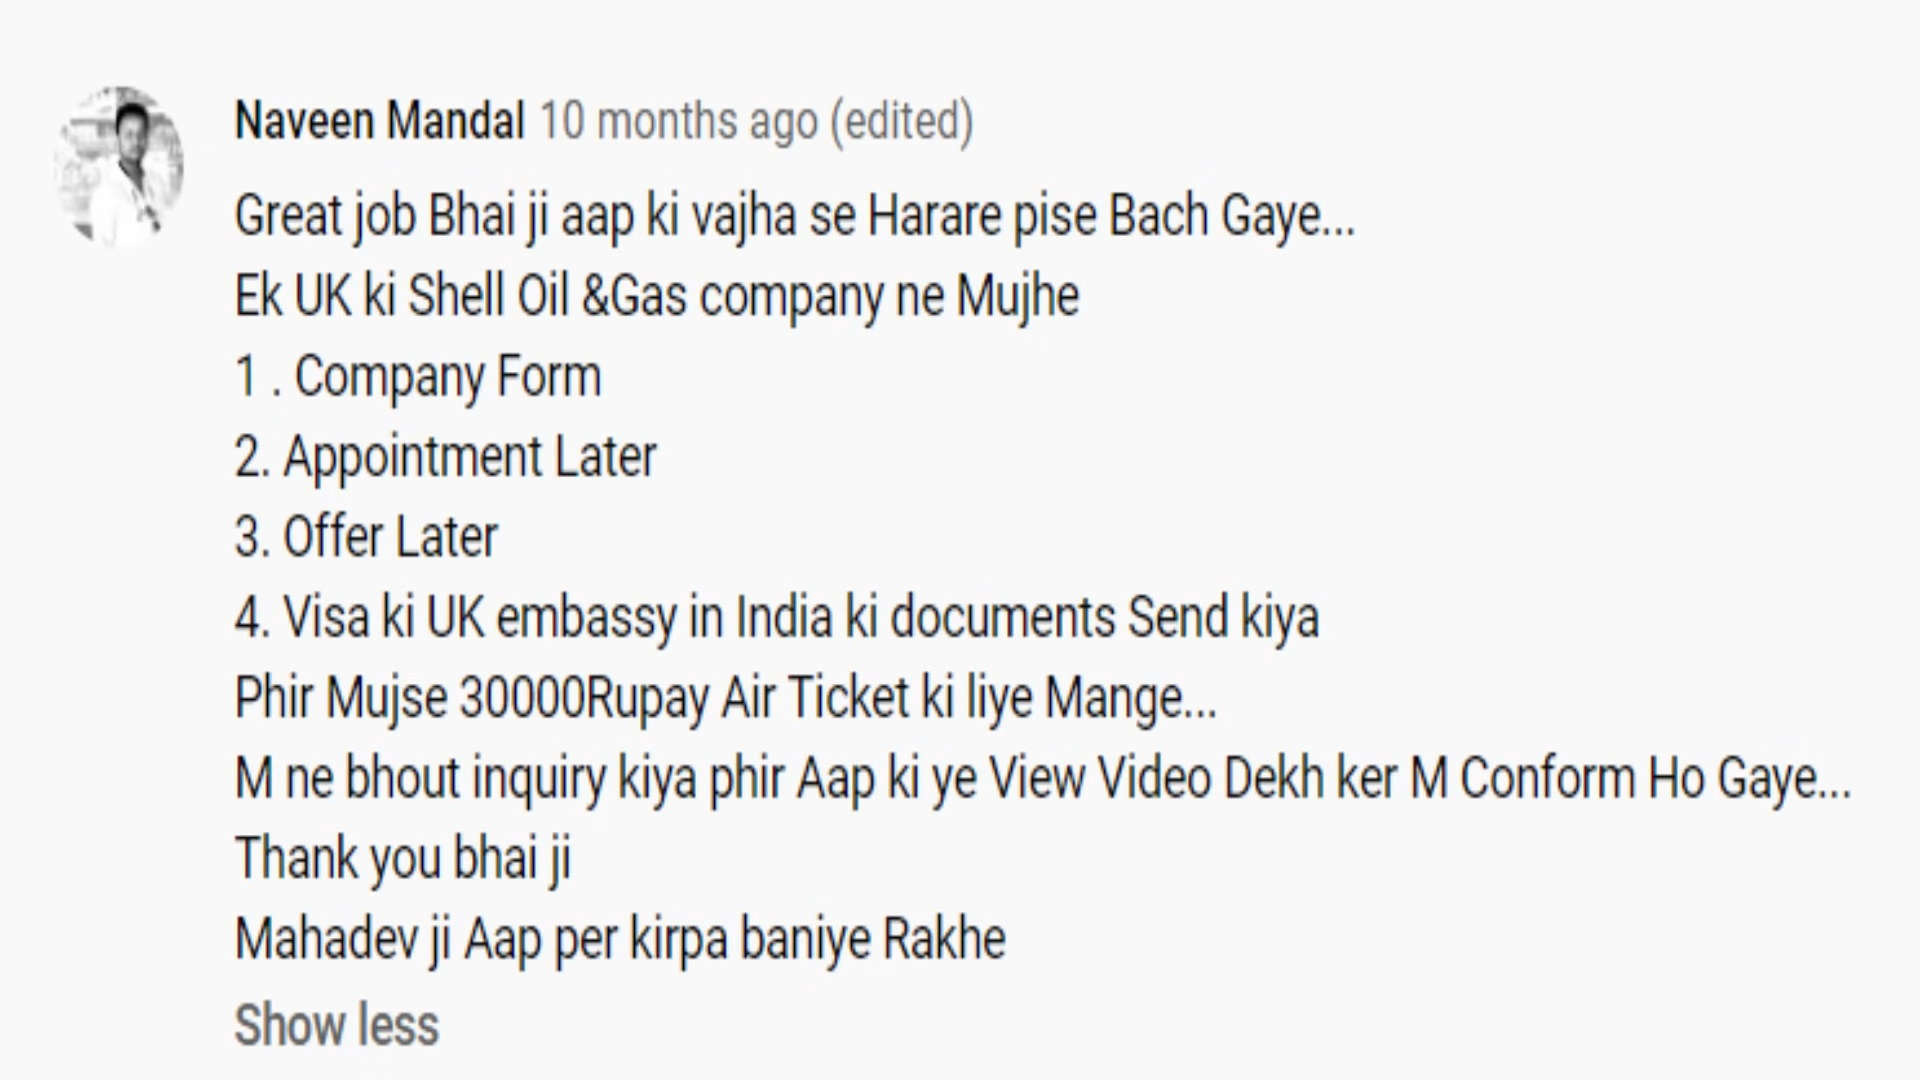 Naveen Mandal 10 months ago (edited)
Great job Bhai ji aap ki vajha se Harare pise Bach Gaye...
Ek UK ki Shell Oil &Gas company ne Mujhe
1 . Company Form
2. Appointment Later
3. Offer Later
4. Visa ki UK embassy in India ki documents Send kiya
Phir Mujse 30000Rupay Air Ticket ki liye Mange...
M ne bhout inquiry kiya phir Aap ki ye View Video Dekh ker M Conform Ho Gaye...
Thank you bhai ji
Mahadev ji Aap per kirpa baniye Rakhe
Show less